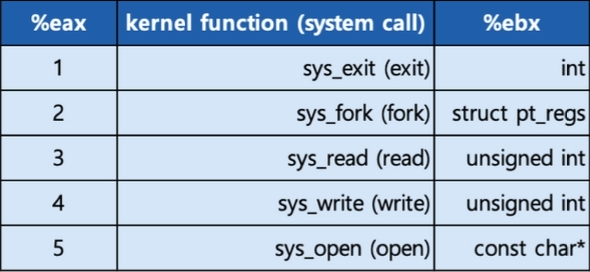 %eax kernel function (system call) %ebx
1 sys_exit (exit) int
2 sys_fork (fork) struct pt_regs
3 sys_read (read) unsigned int
4 sys_write (write) unsigned int
5 sys_open (open) const char*